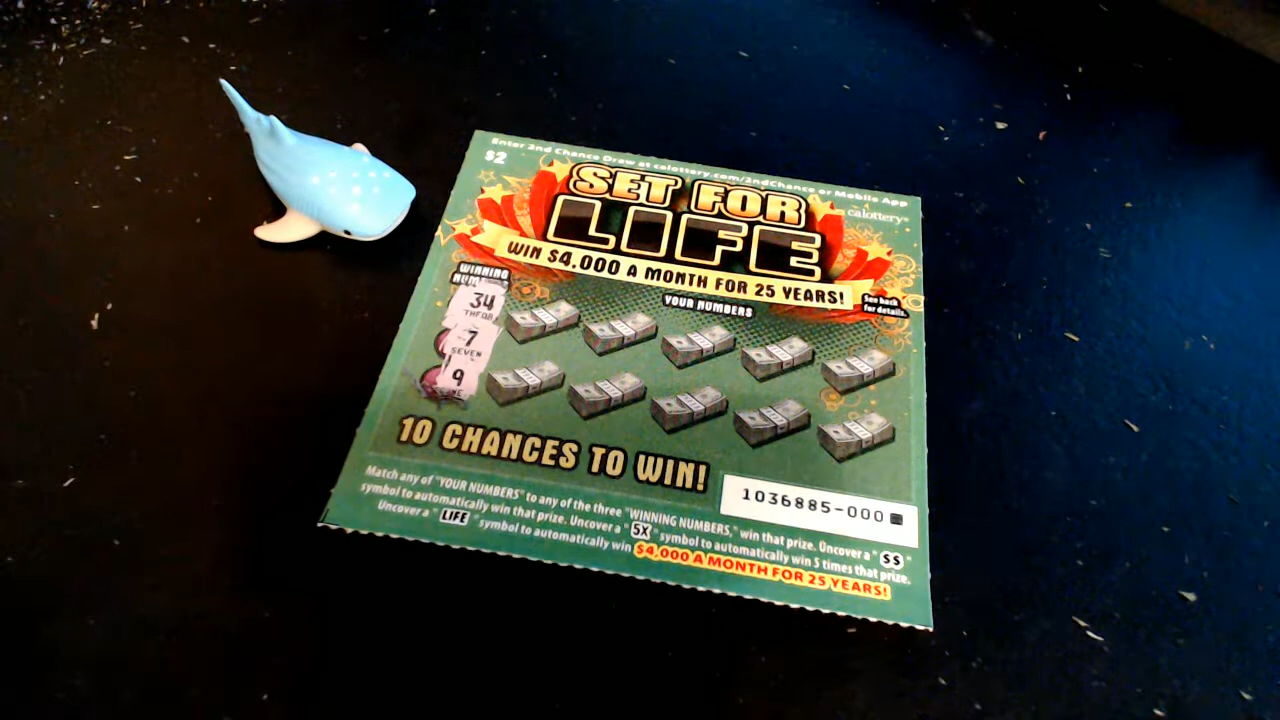 Enter 2nd Chance Draw at calottery.com/2ndChance or Mobile App
$2
SET FOR
LIFE
calottery
WIN $4,000 A MONTH FOR 25 YEARS!
See back
for details.
WINNING
YOUR NUMBERS
34
THFOR
7
SEVEN
9
10 CHANCES TO WIN!
1036885-000
Match any of "YOUR NUMBERS" to any of the three "WINNING NUMBERS," win that prize. Uncover a "$$"
symbol to automatically win that prize. Uncover a "5X" symbol to automatically win 5 times that prize.
Uncover a "LIFE" symbol to automatically win $4,000 A MONTH FOR 25 YEARS!